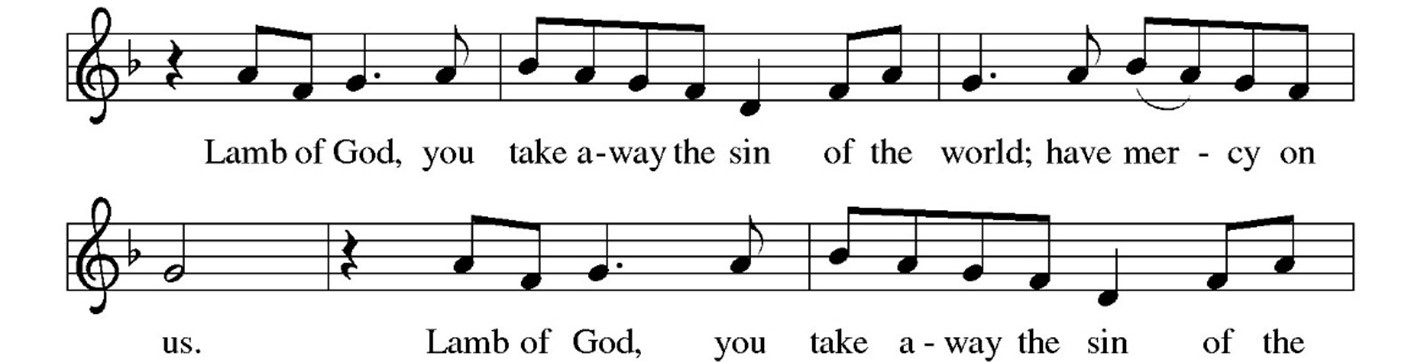 Lamb of God, you take a-way the sin of the world; have mer - cy on
us. Lamb of God, you take a - way the sin of the